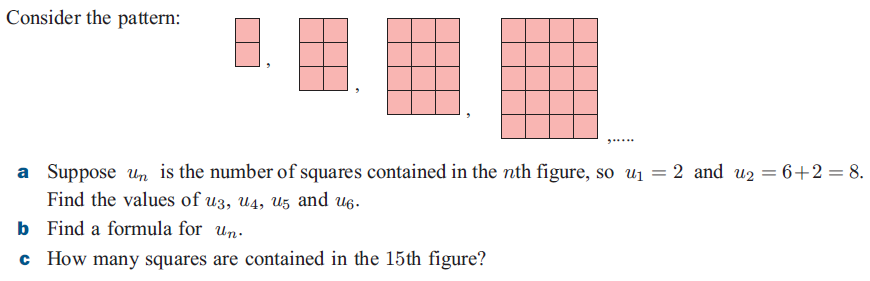 Consider the pattern:
, , , ,.....
a Suppose uₙ is the number of squares contained in the nth figure, so u₁ = 2 and u₂ = 6+2 = 8.
Find the values of u₃, u₄, u₅ and u₆.
b Find a formula for uₙ.
c How many squares are contained in the 15th figure?